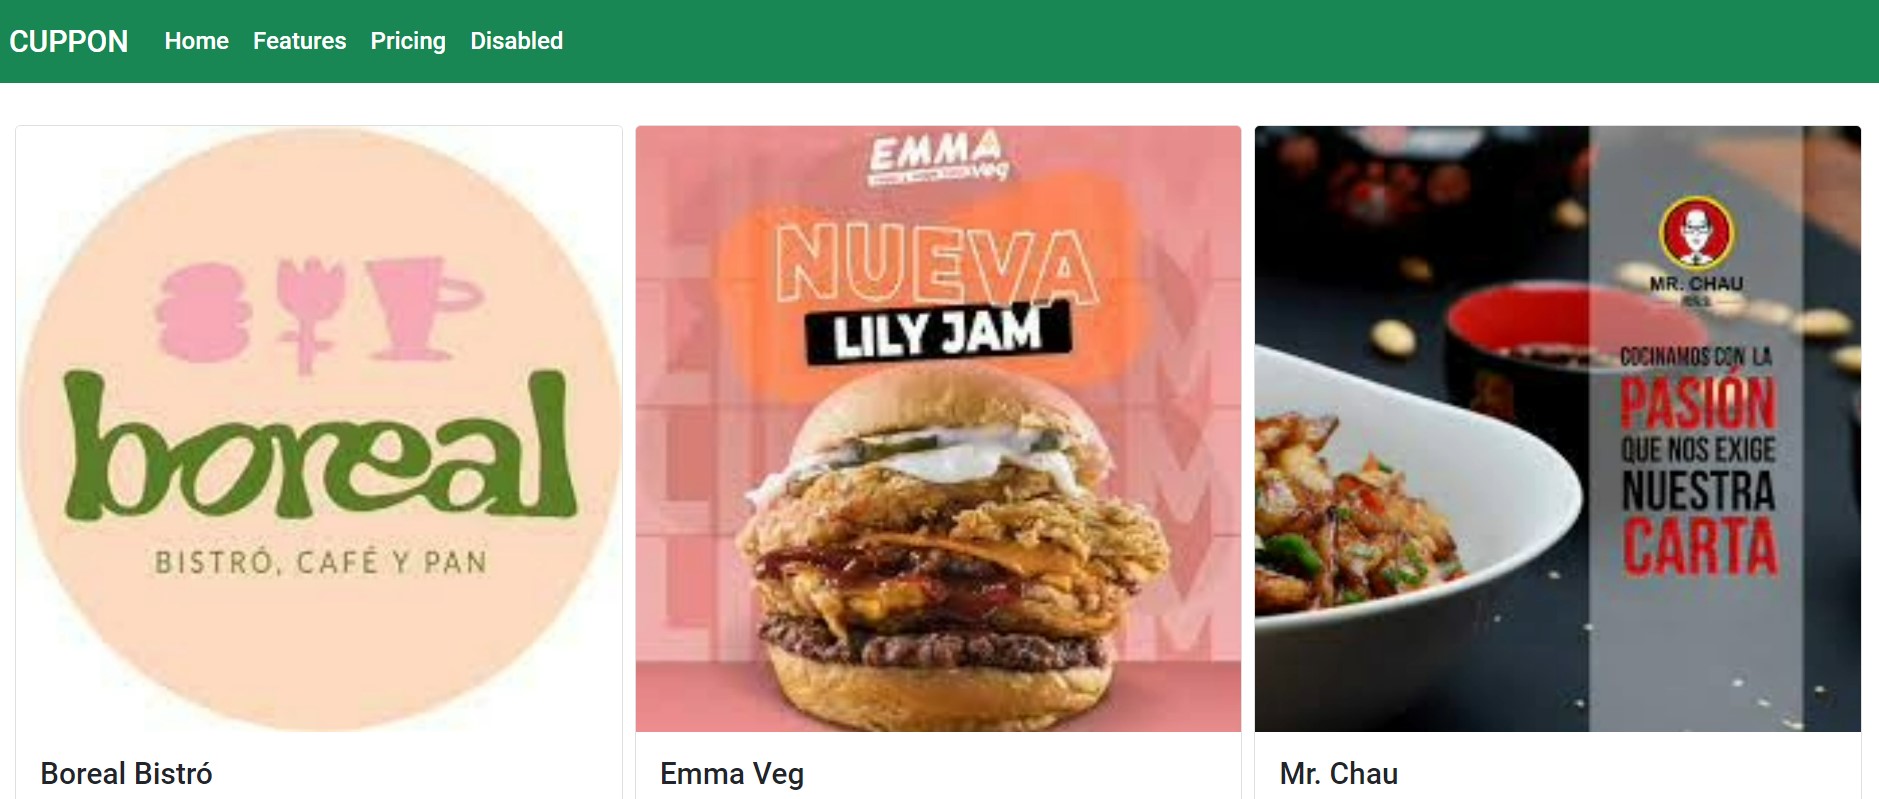 CUPPON Home Features Pricing Disabled
boreal
BISTRÓ, CAFÉ Y PAN
Boreal Bistró
EMMA
veg
NUEVA
LILY JAM
Emma Veg
MR. CHAU
COCINAMOS CON LA
PASIÓN
QUE NOS EXIGE
NUESTRA
CARTA
Mr. Chau